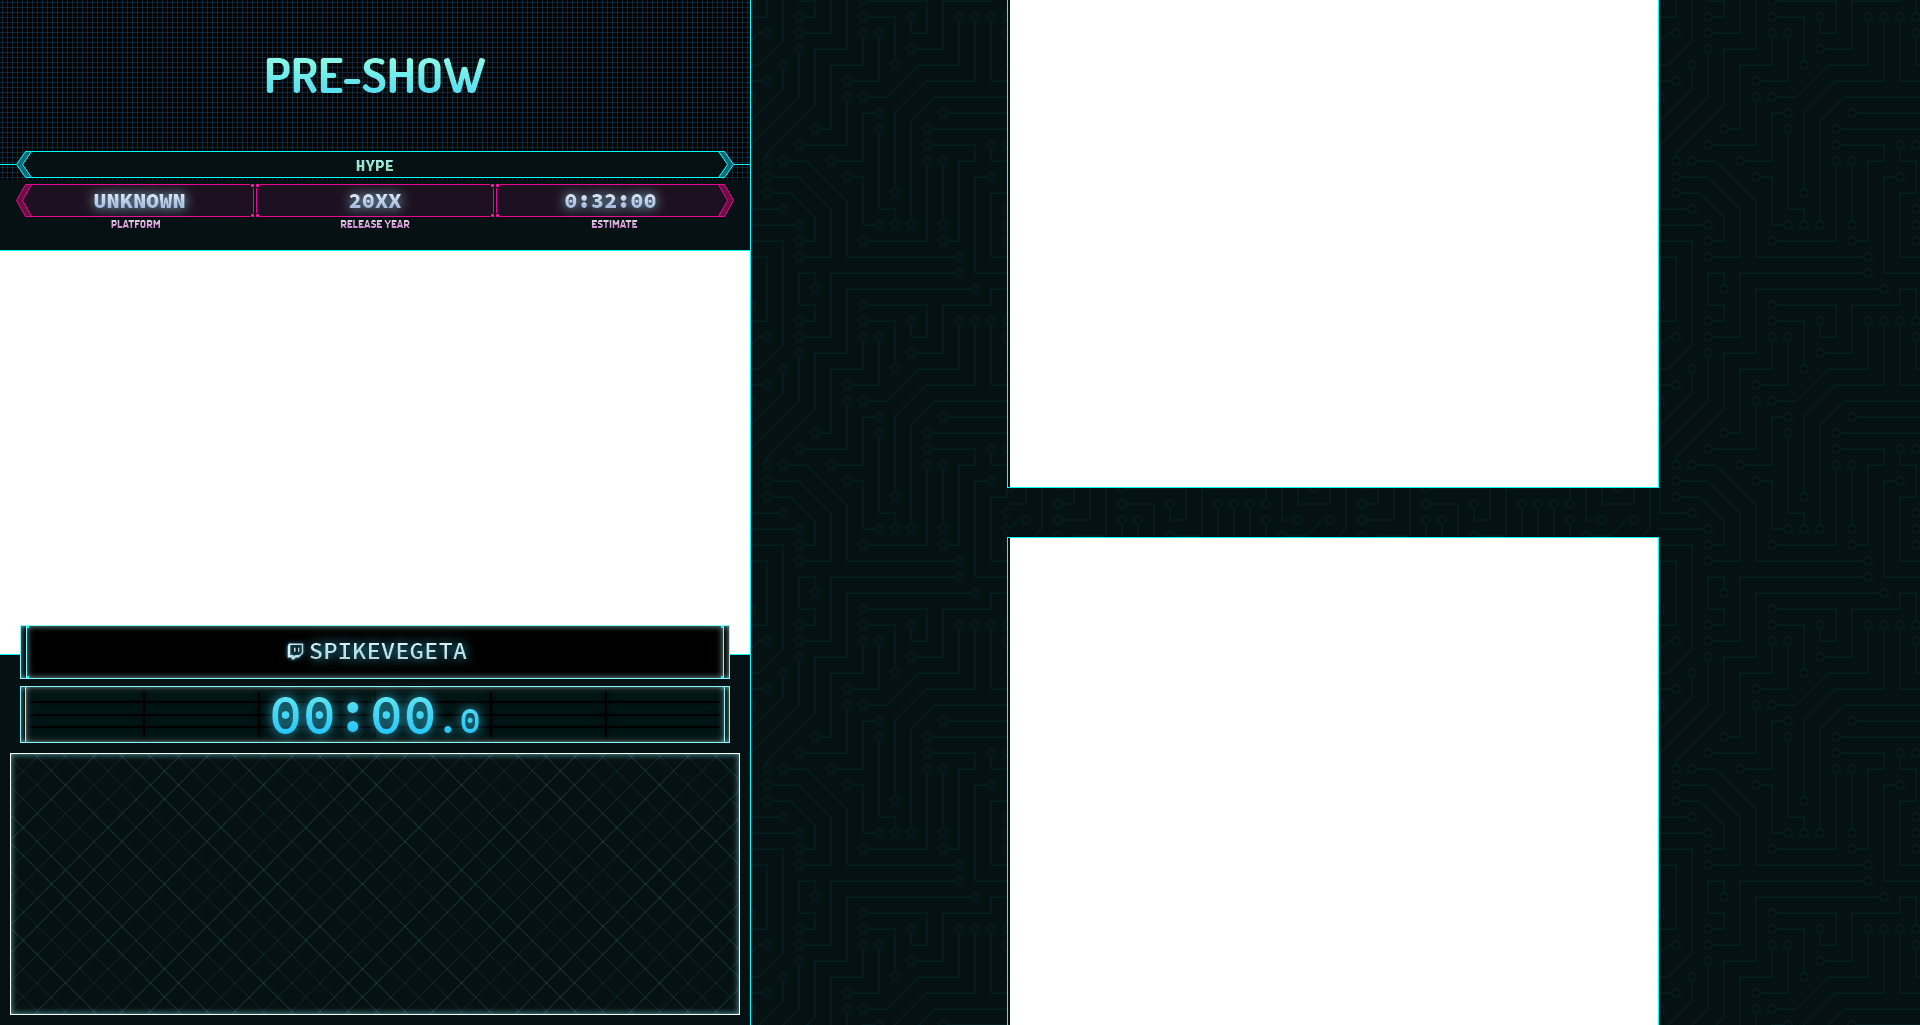 PRE-SHOW
HYPE
UNKNOWN 20XX 0:32:00
PLATFORM RELEASE YEAR ESTIMATE
SPIKEVEGETA
00:00.0